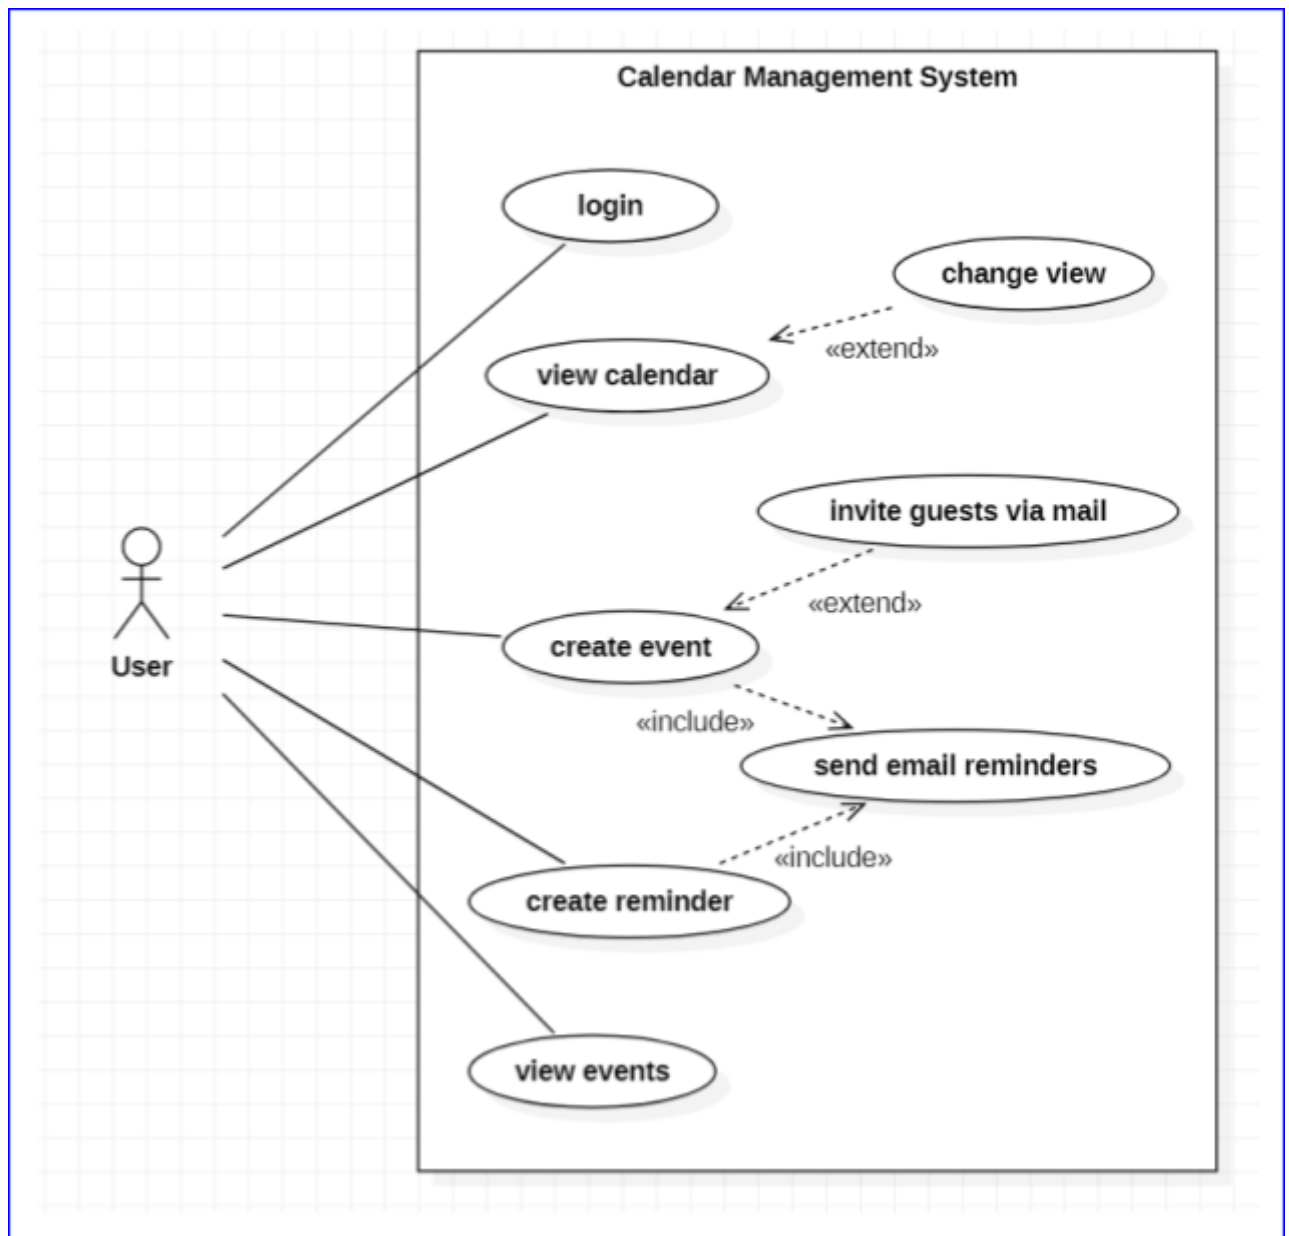 Calendar Management System
login
change view
«extend»
view calendar
invite guests via mail
«extend»
create event
User
«include»
send email reminders
«include»
create reminder
view events